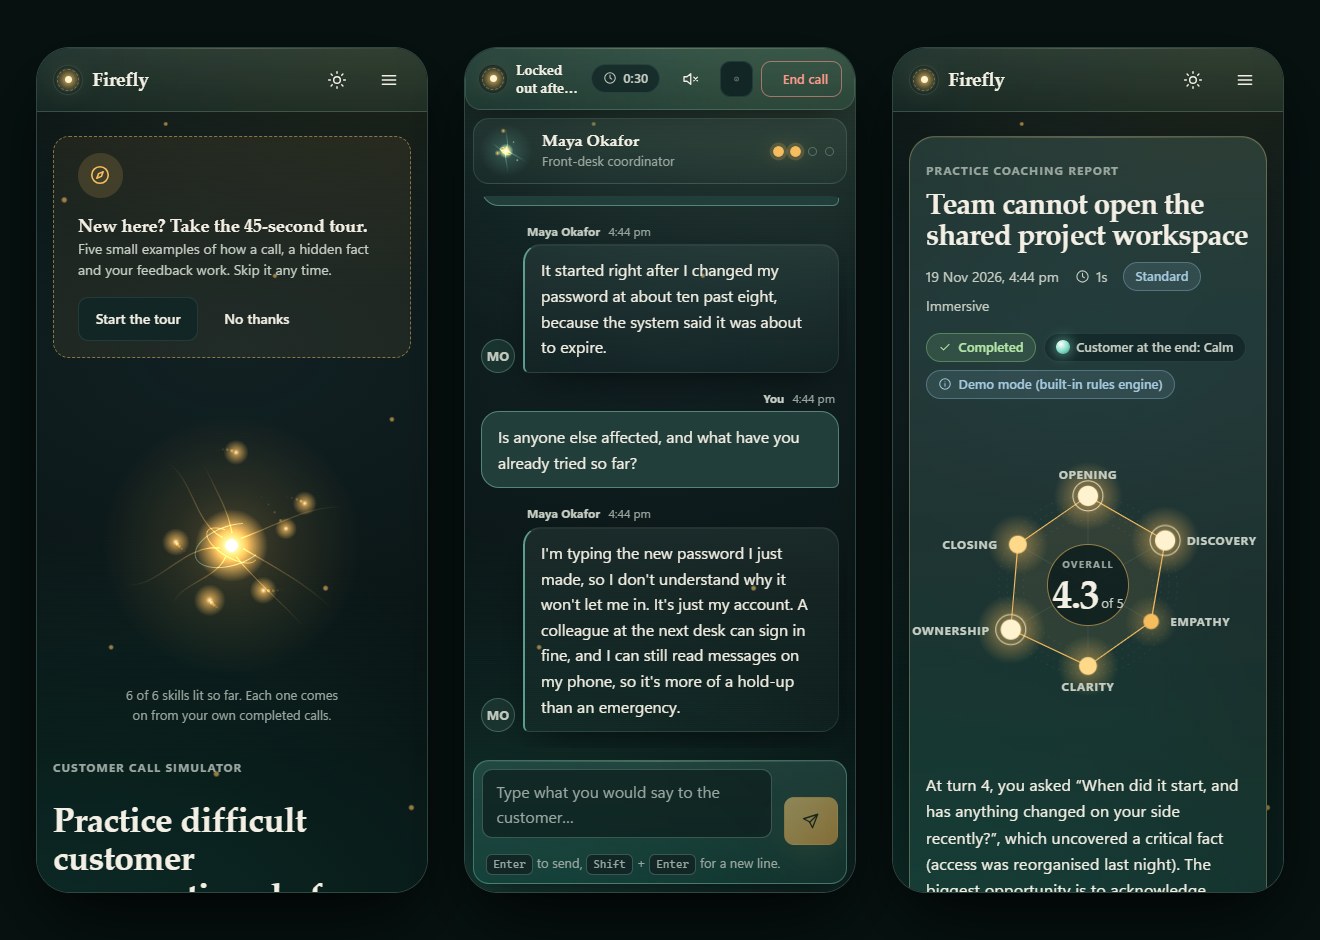 Firefly
New here? Take the 45-second tour.
Five small examples of how a call, a hidden fact
and your feedback work. Skip it any time.
Start the tour
No thanks
6 of 6 skills lit so far. Each one comes
on from your own completed calls.
CUSTOMER CALL SIMULATOR
Practice difficult
customer
Locked
out afte...
0:30
End call
Maya Okafor
Front-desk coordinator
Maya Okafor 4:44 pm
It started right after I changed my
password at about ten past eight,
because the system said it was about
to expire.
MO
You 4:44 pm
Is anyone else affected, and what have you
already tried so far?
Maya Okafor 4:44 pm
I'm typing the new password I just
made, so I don't understand why it
won't let me in. It's just my account. A
colleague at the next desk can sign in
fine, and I can still read messages on
my phone, so it's more of a hold-up
than an emergency.
MO
Type what you would say to the
customer...
Enter to send, Shift + Enter for a new line.
Firefly
PRACTICE COACHING REPORT
Team cannot open the
shared project workspace
19 Nov 2026, 4:44 pm 1s Standard
Immersive
Completed
Customer at the end: Calm
Demo mode (built-in rules engine)
OPENING
CLOSING
DISCOVERY
OVERALL
4.3 of 5
OWNERSHIP
EMPATHY
CLARITY
At turn 4, you asked "When did it start, and
has anything changed on your side
recently?", which uncovered a critical fact
(access was reorganised last night). The
biggest opportunity is to acknowledge